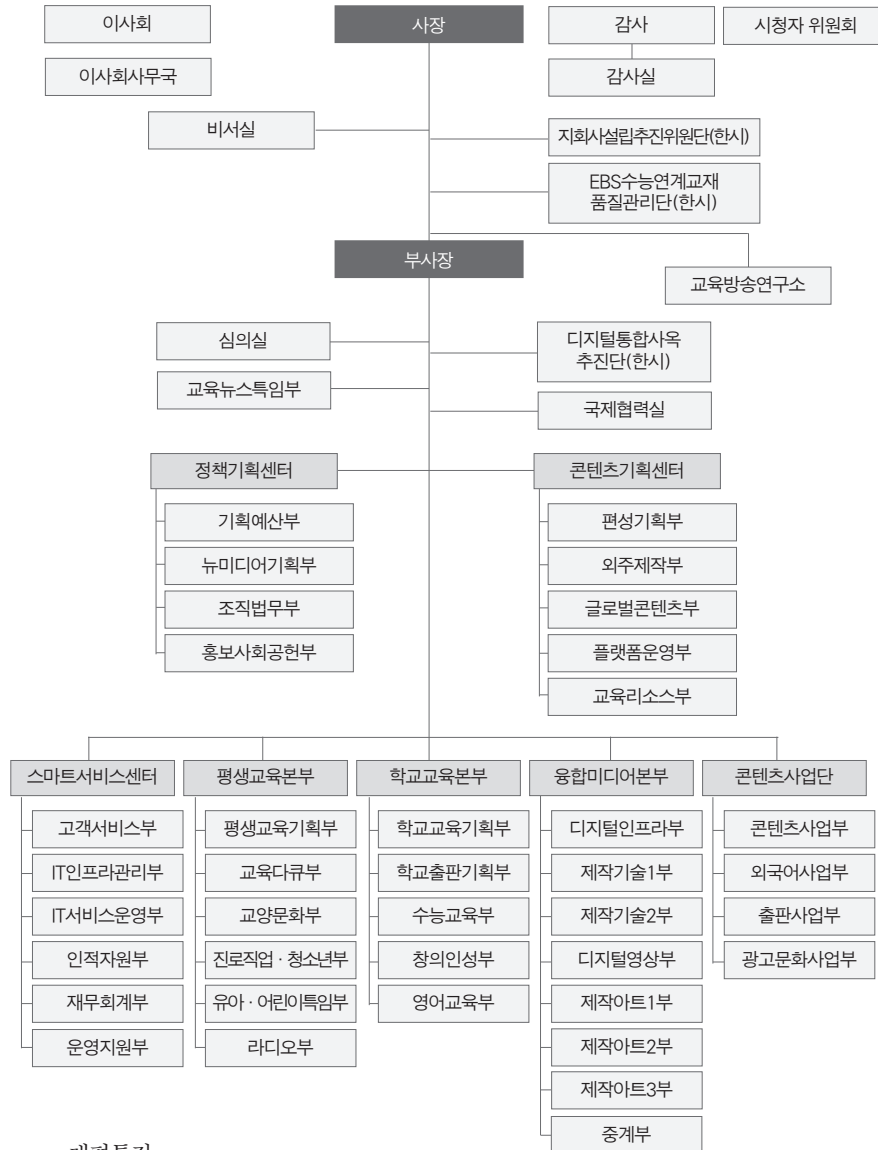 이사회
사장
감사
시청자 위원회
이사회사무국
감사실
비서실
지회사설립추진위원단(한시)
EBS수능연계교재
품질관리단(한시)
부사장
교육방송연구소
심의실
디지털통합사옥
추진단(한시)
교육뉴스특임부
국제협력실
정책기획센터
콘텐츠기획센터
기획예산부
편성기획부
뉴미디어기획부
외주제작부
조직법무부
글로벌콘텐츠부
홍보사회공헌부
플랫폼운영부
교육리소스부
스마트서비스센터
평생교육본부
학교교육본부
융합미디어본부
콘텐츠사업단
고객서비스부
평생교육기획부
학교교육기획부
디지털인프라부
콘텐츠사업부
IT인프라관리부
교육다큐부
학교출판기획부
제작기술1부
외국어사업부
IT서비스운영부
교양문화부
수능교육부
제작기술2부
출판사업부
인적자원부
진로직업 · 청소년부
창의인성부
디지털영상부
광고문화사업부
재무회계부
유아 · 어린이특임부
영어교육부
제작아트1부
운영지원부
라디오부
제작아트2부
제작아트3부
중계부